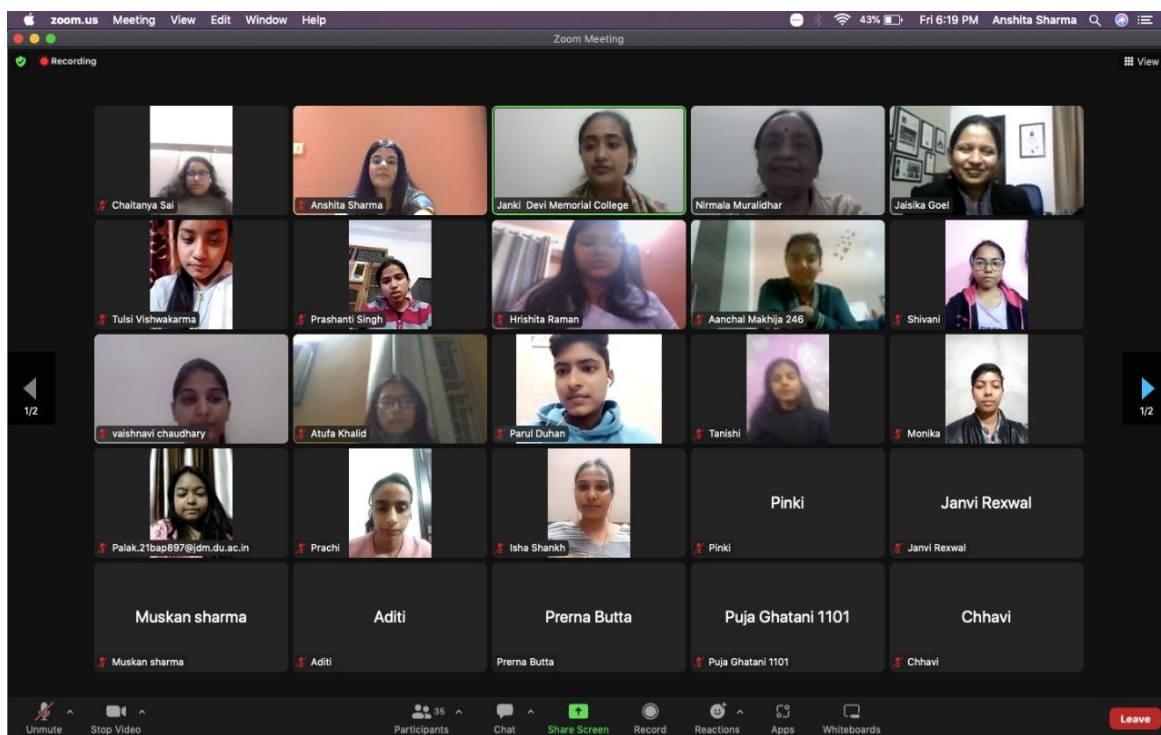 zoom.us Meeting View Edit Window Help 43% Fri 6:19 PM Anshita Sharma
Zoom Meeting
Recording View
Chaitanya Sai Anshita Sharma Janki Devi Memorial College Nirmala Muralidhar Jaisika Goel
Tulsi Vishwakarma Prashanti Singh Hrishita Raman Aanchal Makhija 246 Shivani
1/2 1/2
vaishnavi chaudhary Atufa Khalid Parul Duhan Tanishi Monika
Pinki Janvi Rexwal
Palak.21bap897@jdm.du.ac.in Prachi Isha Shankh Pinki Janvi Rexwal
Muskan sharma Aditi Prerna Butta Puja Ghatani 1101 Chhavi
Muskan sharma Aditi Prerna Butta Puja Ghatani 1101 Chhavi
35
Unmute Stop Video Participants Chat Share Screen Record Reactions Apps Whiteboards Leave